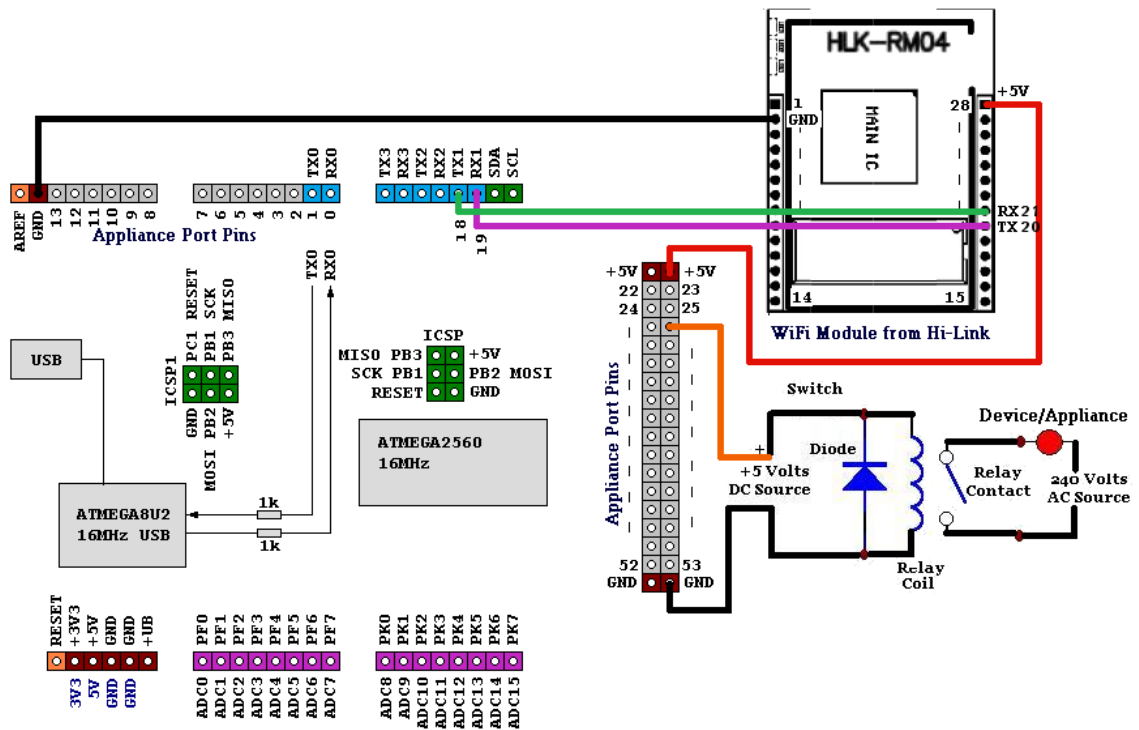 HLK-RM04
+5V
1
GND
28
MAIN IC
RX 21
TX 20
14
15
WiFi Module from Hi-Link
AREF
GND
13
12
11
10
9
8
7
6
5
4
3
2
1
0
TX0
RX0
TX3
RX3
TX2
RX2
TX1
RX1
SDA
SCL
18
19
Appliance Port Pins
TX0
RX0
+5V
+5V
22
23
24
25
52
53
GND
GND
Appliance Port Pins
USB
ICSP1
PC1 RESET
PB1 SCK
PB3 MISO
GND
MOSI PB2
+5V
ICSP
MISO PB3
+5V
SCK PB1
PB2 MOSI
RESET
GND
ATMEGA2560
16MHz
ATMEGA8U2
16MHz USB
1k
1k
Switch
+
+5 Volts
DC Source
Diode
Relay
Coil
Relay
Contact
Device/Appliance
240 Volts
AC Source
RESET
+3V3
+5V
GND
GND
+UB
3V3
5V
GND
GND
PF0
PF1
PF2
PF3
PF4
PF5
PF6
PF7
ADC0
ADC1
ADC2
ADC3
ADC4
ADC5
ADC6
ADC7
PK0
PK1
PK2
PK3
PK4
PK5
PK6
PK7
ADC8
ADC9
ADC10
ADC11
ADC12
ADC13
ADC14
ADC15